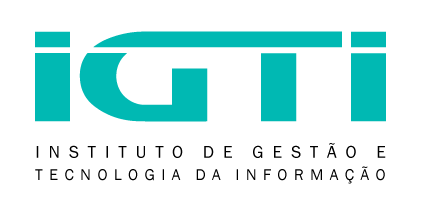 iGTi
INSTITUTO DE GESTÃO E
TECNOLOGIA DA INFORMAÇÃO